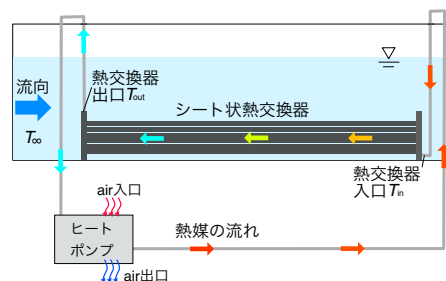 流向
T∞
熱交換器
出口Tout
シート状熱交換器
熱交換器
入口Tin
air入口
ヒート
ポンプ
熱媒の流れ
air出口